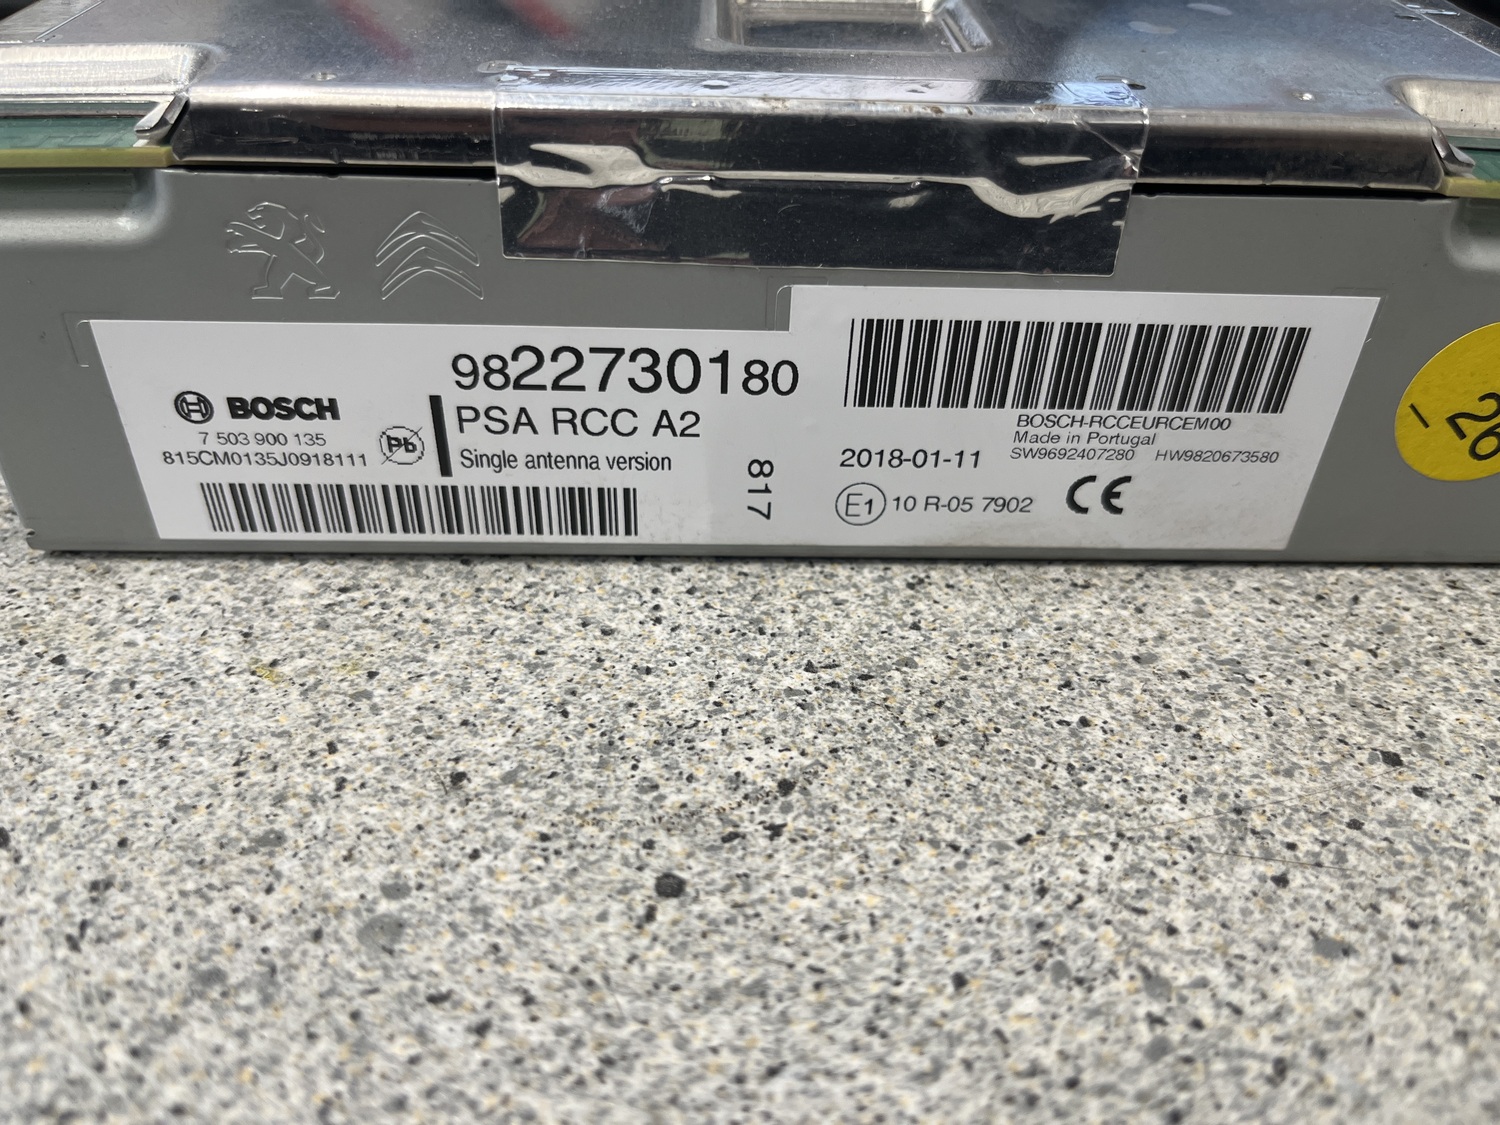 9822730180
BOSCH
PSA RCC A2
7 503 900 135
Pb
815CM0135J0918111
Single antenna version
817
BOSCH-RCCEURCEM00
Made in Portugal
2018-01-11
SW9692407280 HW9820673580
E1 10 R-05 7902 CE
26